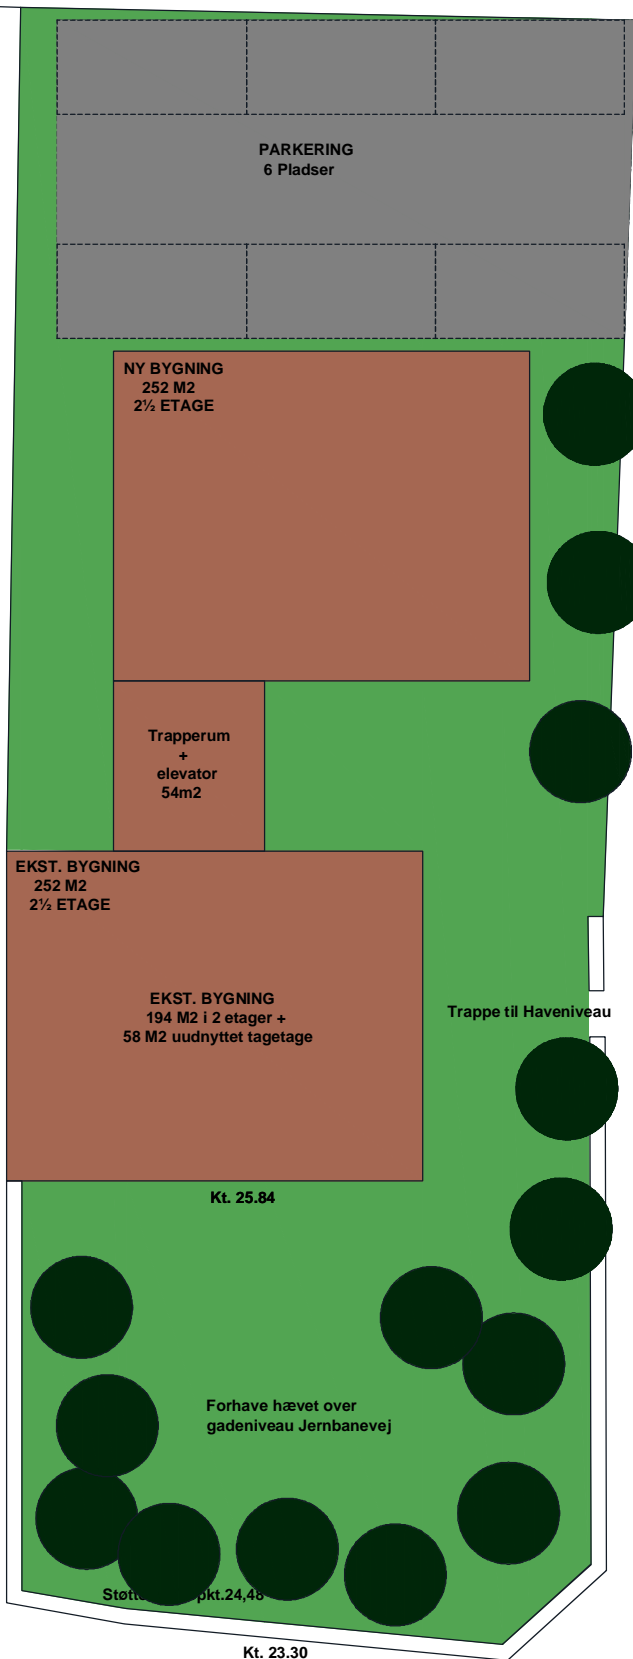 PARKERING
6 Pladser
NY BYGNING
252 M2
2½ ETAGE
Trapperum
+
elevator
54m2
EKST. BYGNING
252 M2
2½ ETAGE
EKST. BYGNING
194 M2 i 2 etager +
58 M2 uudnyttet tagetage
Trappe til Haveniveau
Kt. 25.84
Forhave hævet over
gadeniveau Jernbanevej
pkt.24,48
Kt. 23.30